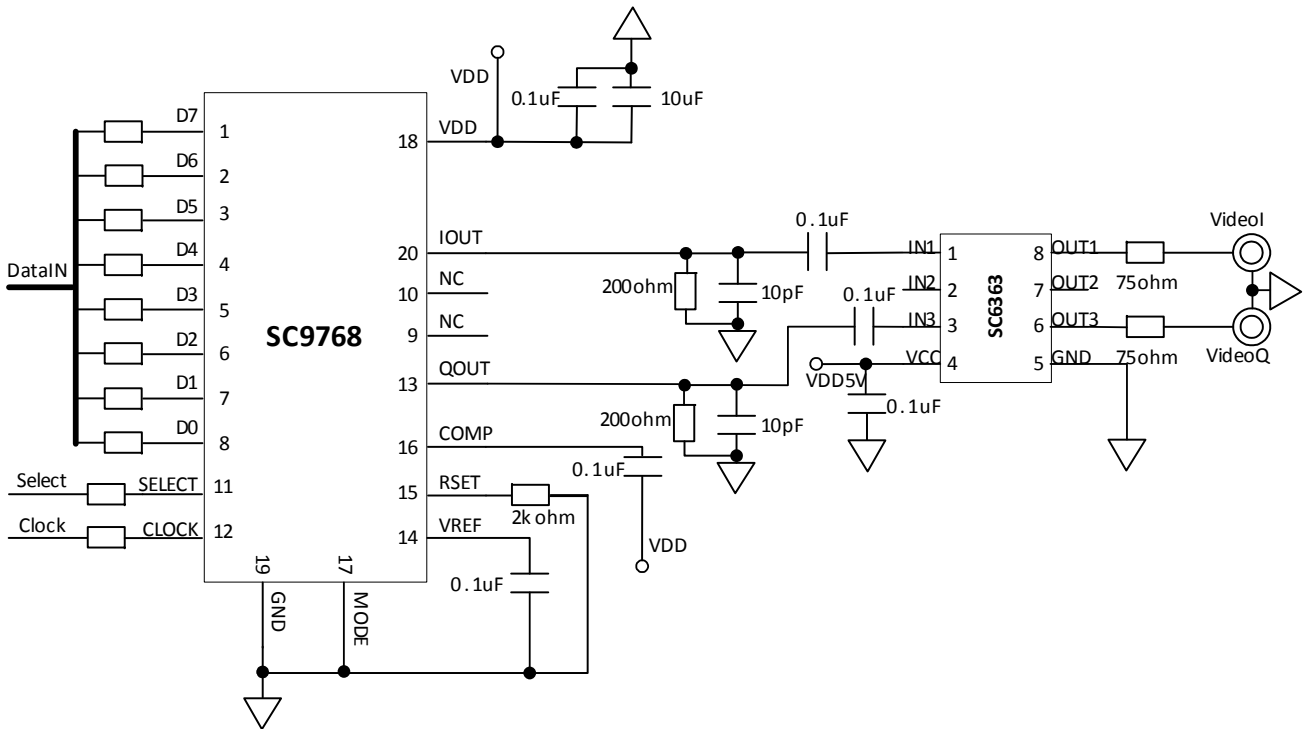 DataIN
D7
1
D6
2
D5
3
D4
4
D3
5
D2
6
D1
7
D0
8
Select
SELECT
11
Clock
CLOCK
12
SC9768
19
GND
17
MODE
18
VDD
VDD
0.1uF
10uF
20
IOUT
10
NC
9
NC
13
QOUT
16
COMP
15
RSET
14
VREF
200ohm
10pF
200ohm
10pF
0.1uF
VDD
2k ohm
0.1uF
0.1uF
0.1uF
VDD5V
0.1uF
IN1
1
IN2
2
IN3
3
VCC
4
SC6363
8
OUT1
7
OUT2
6
OUT3
5
GND
75ohm
75ohm
VideoI
VideoQ